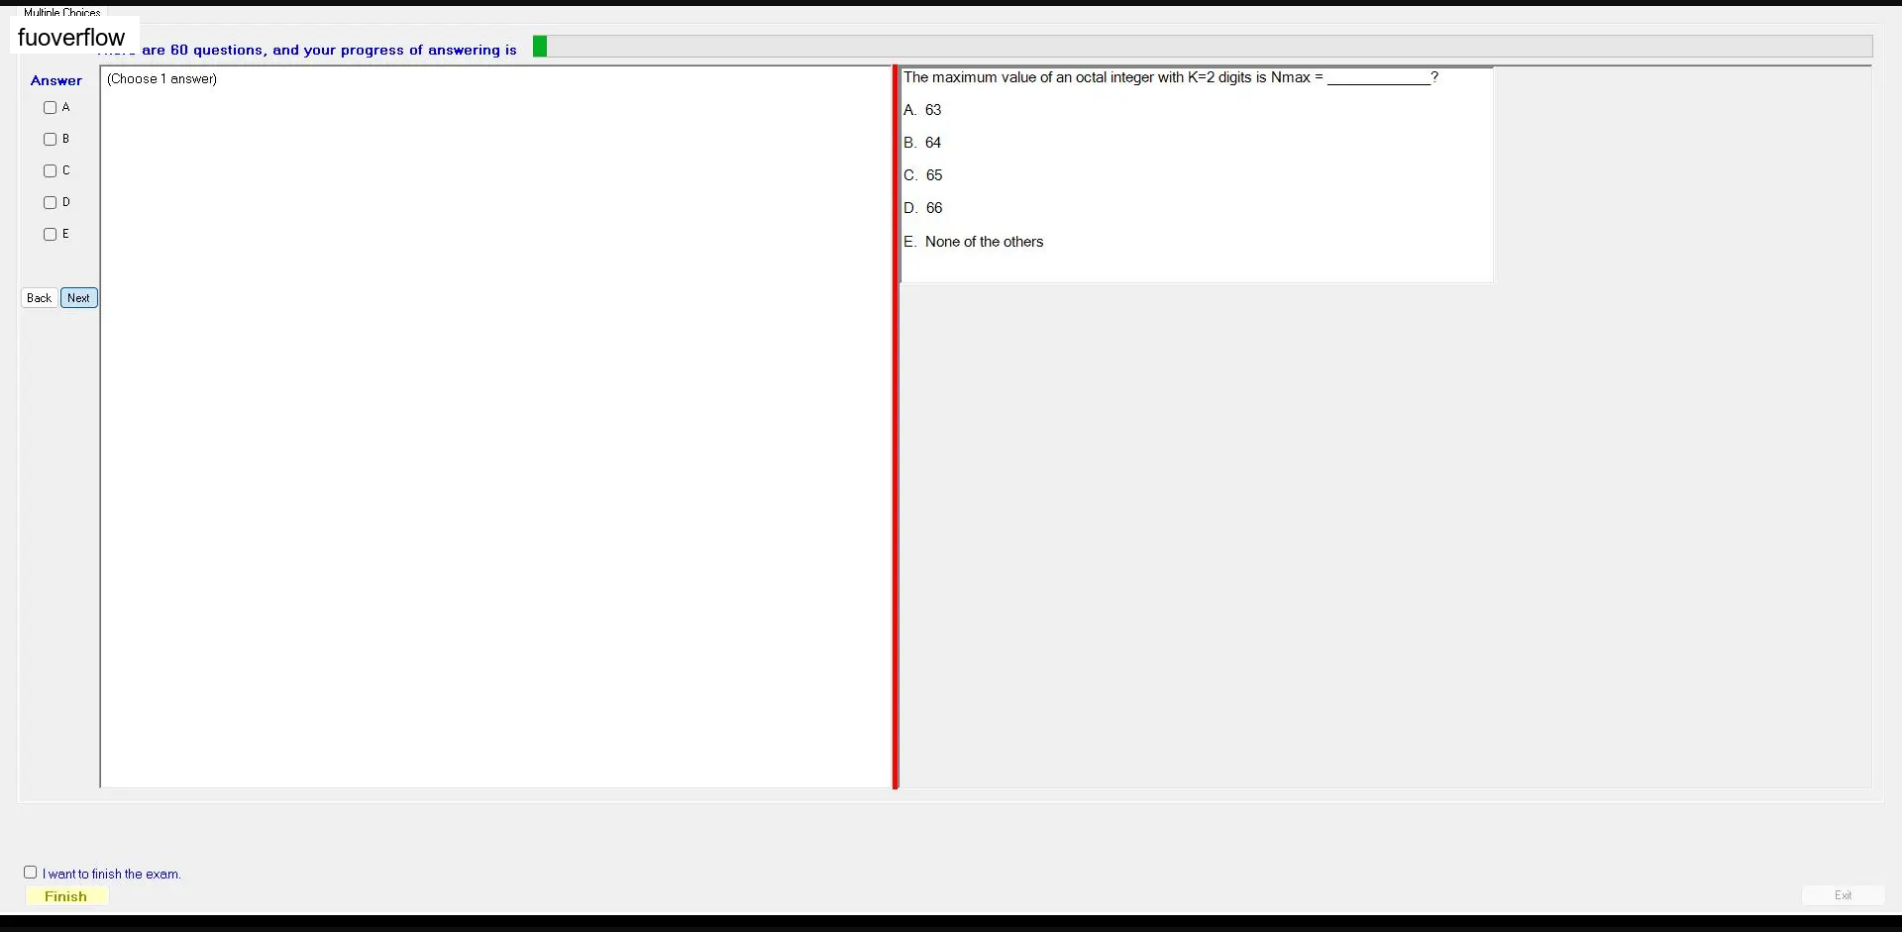 Multiple Choices
fuoverflow
are 60 questions, and your progress of answering is
Answer
A
B
C
D
E
Back Next
(Choose 1 answer)
The maximum value of an octal integer with K=2 digits is Nmax = _____________?
A. 63
B. 64
C. 65
D. 66
E. None of the others
I want to finish the exam.
Finish
Exit